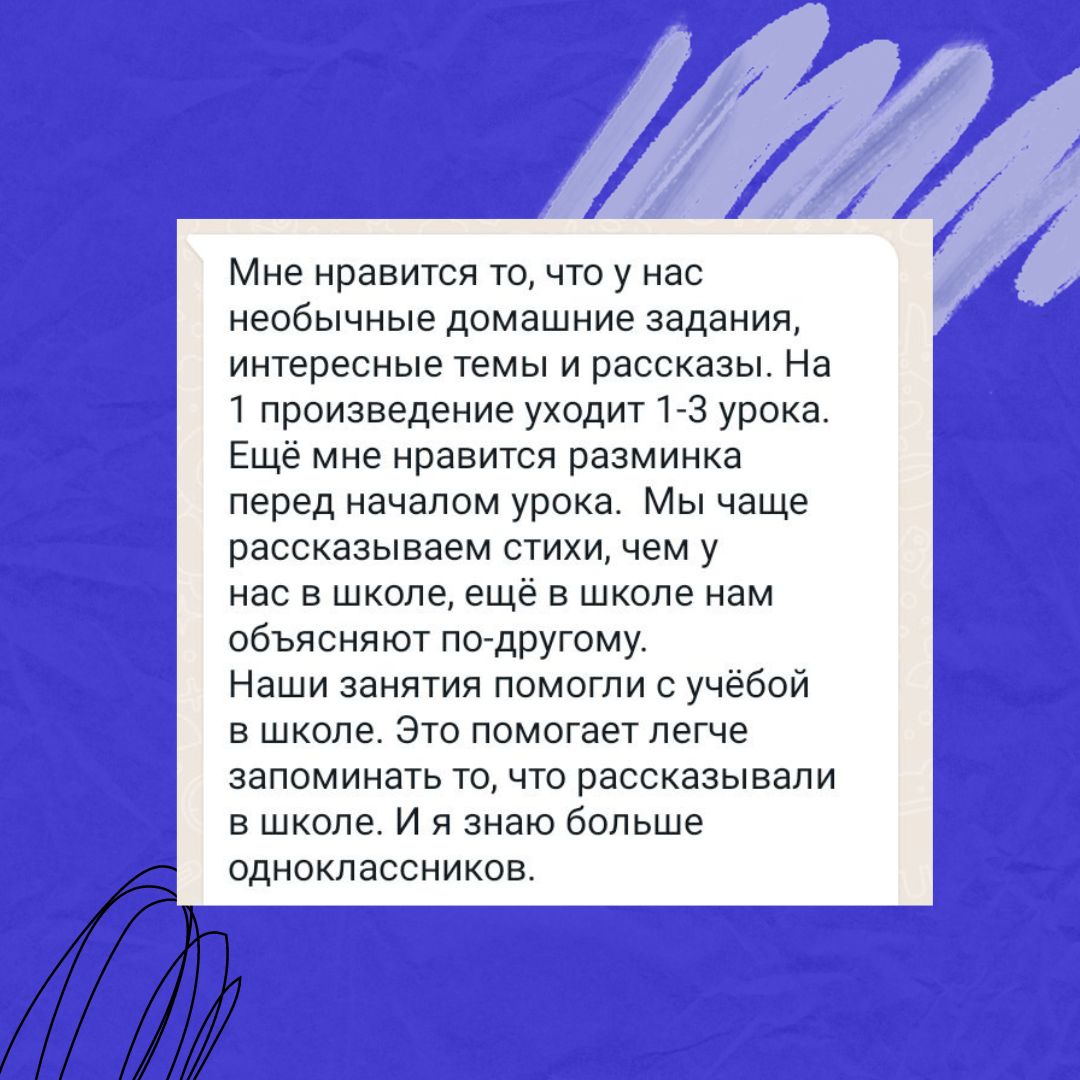 Мне нравится то, что у нас
необычные домашние задания,
интересные темы и рассказы. На
1 произведение уходит 1-3 урока.
Ещё мне нравится разминка
перед началом урока.  Мы чаще
рассказываем стихи, чем у
нас в школе, ещё в школе нам
объясняют по-другому.
Наши занятия помогли с учёбой
в школе. Это помогает легче
запоминать то, что рассказывали
в школе. И я знаю больше
одноклассников.